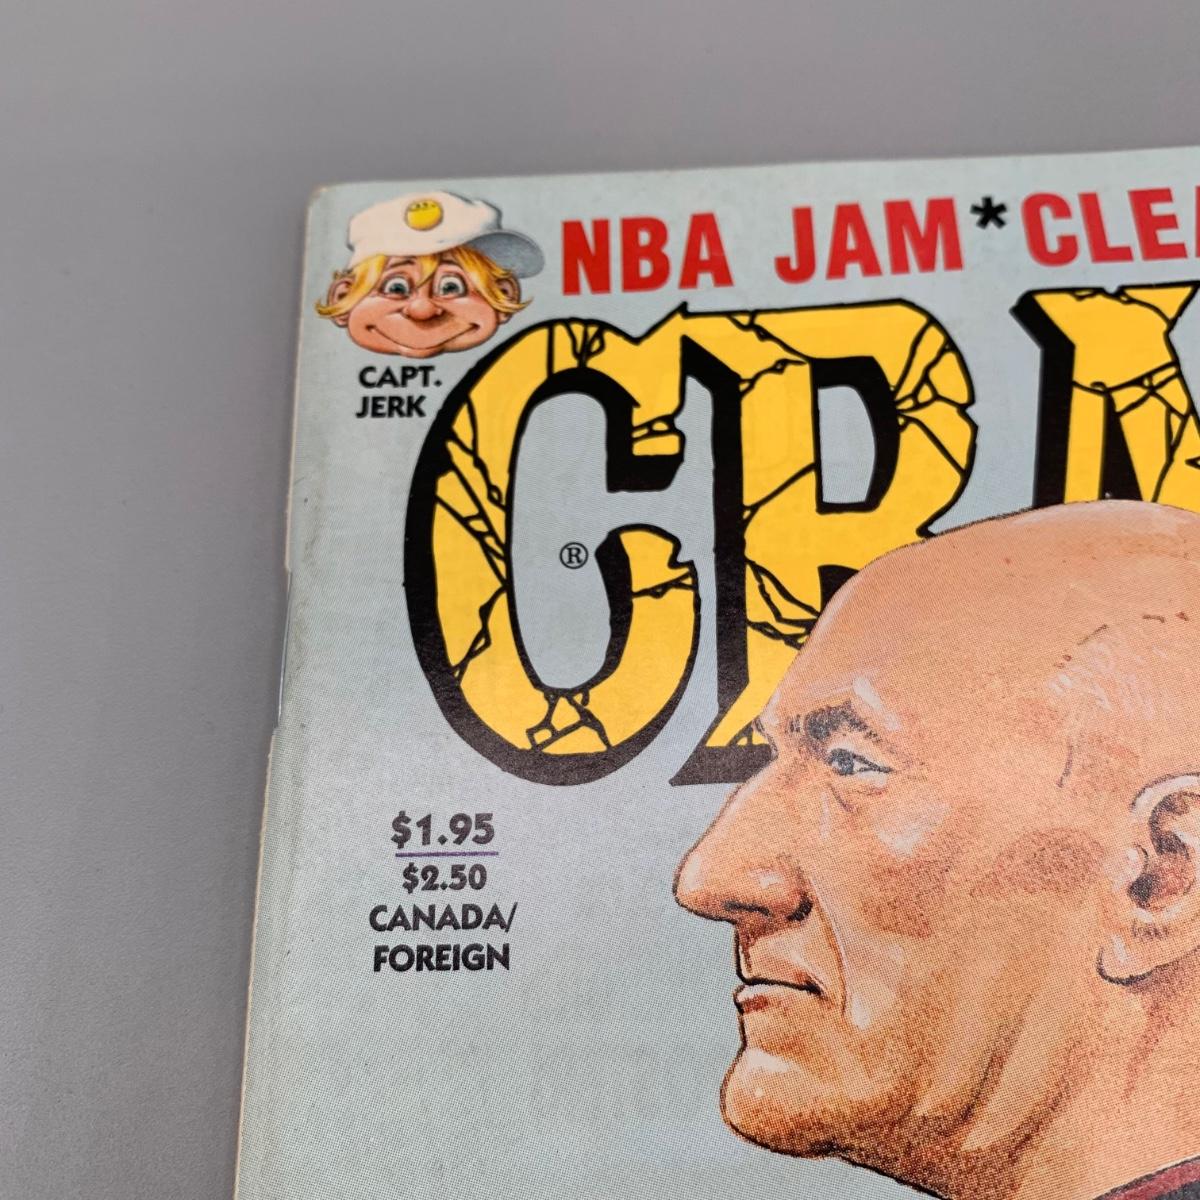 NBA JAM*CLE
CR
CAPT.
JERK
®
$1.95
$2.50
CANADA/
FOREIGN